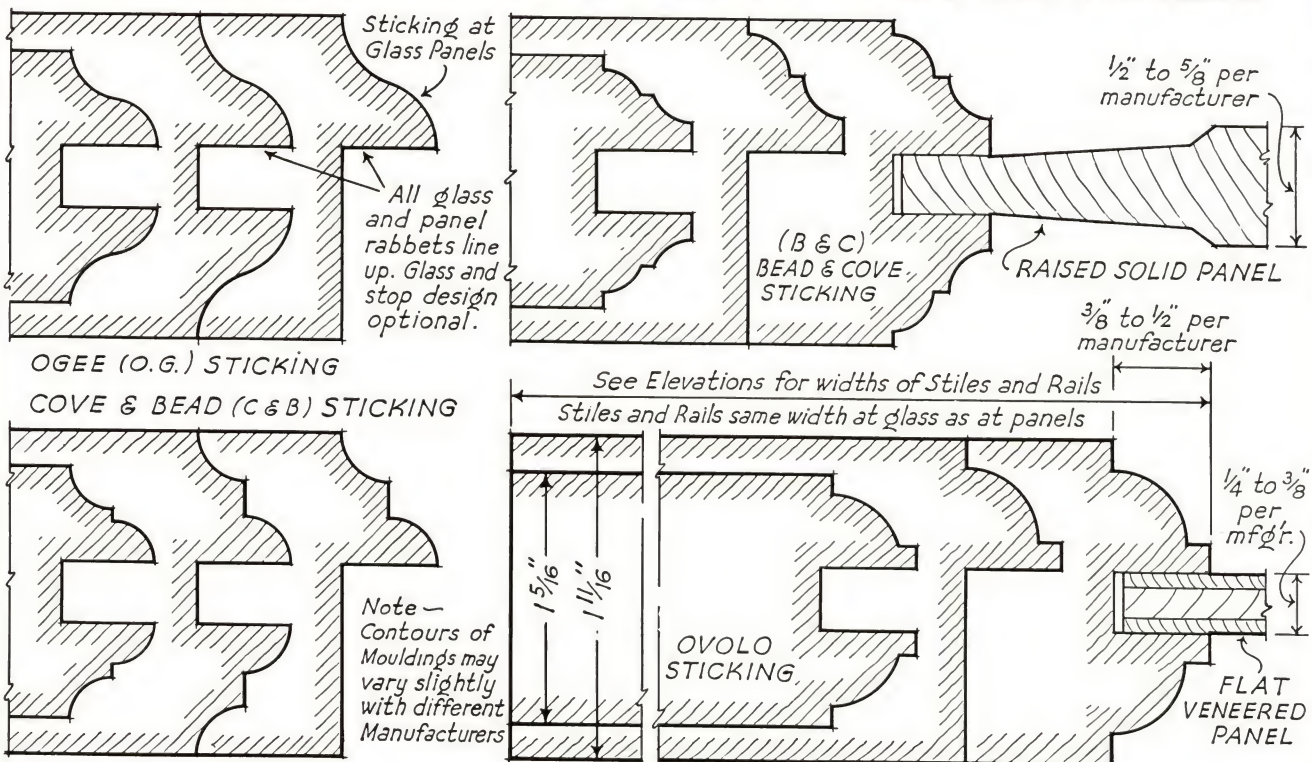 Sticking at
Glass Panels
All glass
and panel
rabbets line
up. Glass and
stop design
optional.
OGEE (O.G.) STICKING
(B & C)
BEAD & COVE
STICKING
1/2" to 5/8" per
manufacturer
RAISED SOLID PANEL
COVE & BEAD (C & B) STICKING
Note —
Contours of
Mouldings may
vary slightly
with different
Manufacturers
3/8 to 1/2" per
manufacturer
See Elevations for widths of Stiles and Rails
Stiles and Rails same width at glass as at panels
1 5/16"
1 11/16"
OVOLO
STICKING
1/4 to 3/8"
per
mfg'r.
FLAT
VENEERED
PANEL